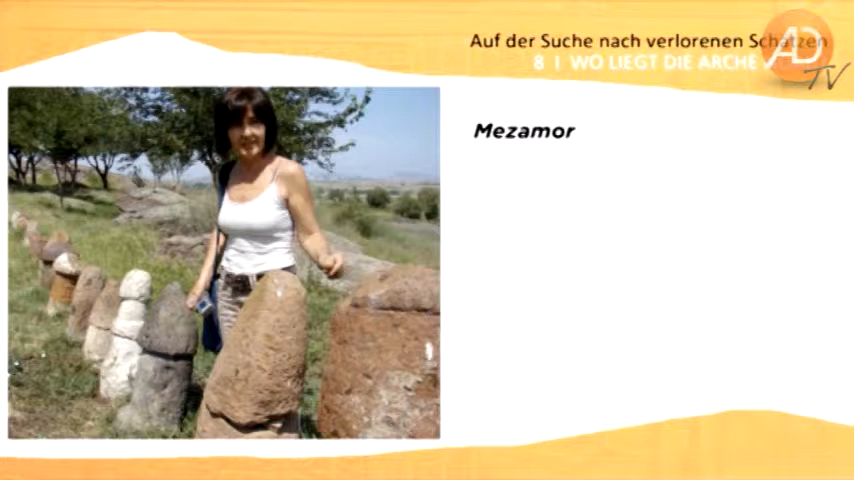 Auf der Suche nach verlorenen Schätzen
8 | WO LIEGT DIE ARCHE
AD
TV
Mezamor